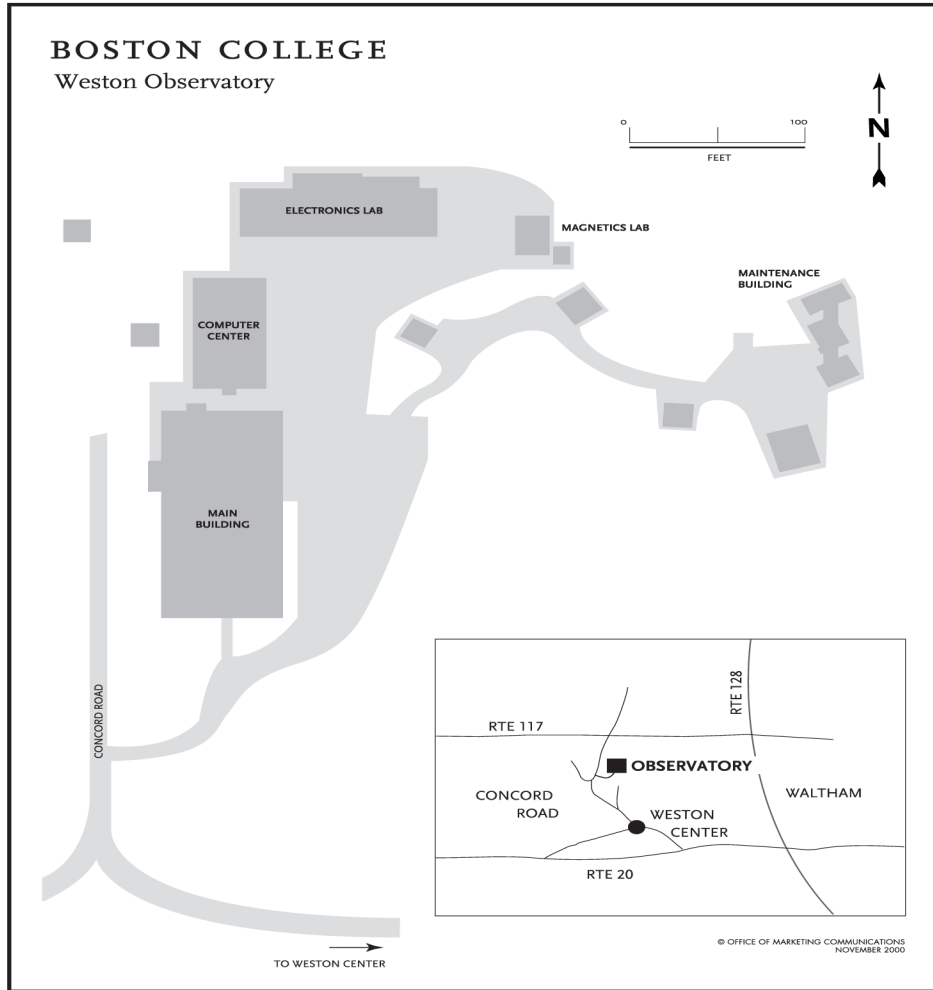 BOSTON COLLEGE
Weston Observatory
0
100
FEET
N
ELECTRONICS LAB
MAGNETICS LAB
MAINTENANCE
BUILDING
COMPUTER
CENTER
MAIN
BUILDING
CONCORD ROAD
RTE 128
RTE 117
OBSERVATORY
CONCORD
ROAD
WALTHAM
WESTON
CENTER
RTE 20
TO WESTON CENTER
© OFFICE OF MARKETING COMMUNICATIONS
NOVEMBER 2000